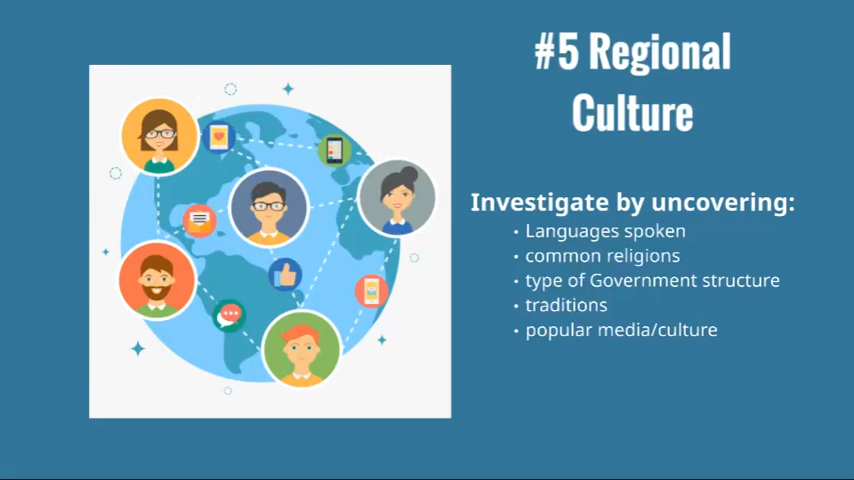 #5 Regional
Culture
Investigate by uncovering:
• Languages spoken
• common religions
• type of Government structure
• traditions
• popular media/culture